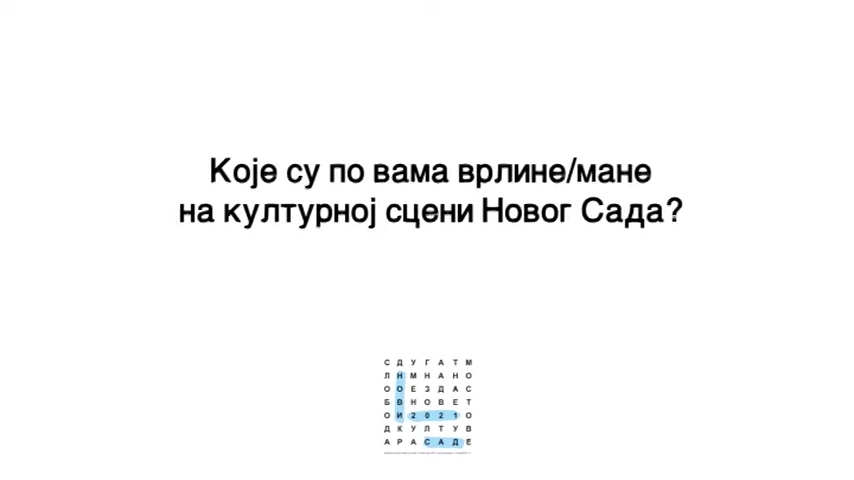 Које су по вама врлине/мане
на културној сцени Новог Сада?
С Д У Г А Т М
Л Н М Н А Н О
О О Е З Д А С
Б В Н О В Е Т
О И 2 0 2 1 О
Д К У Л Т У В
А Р А С А Д Е